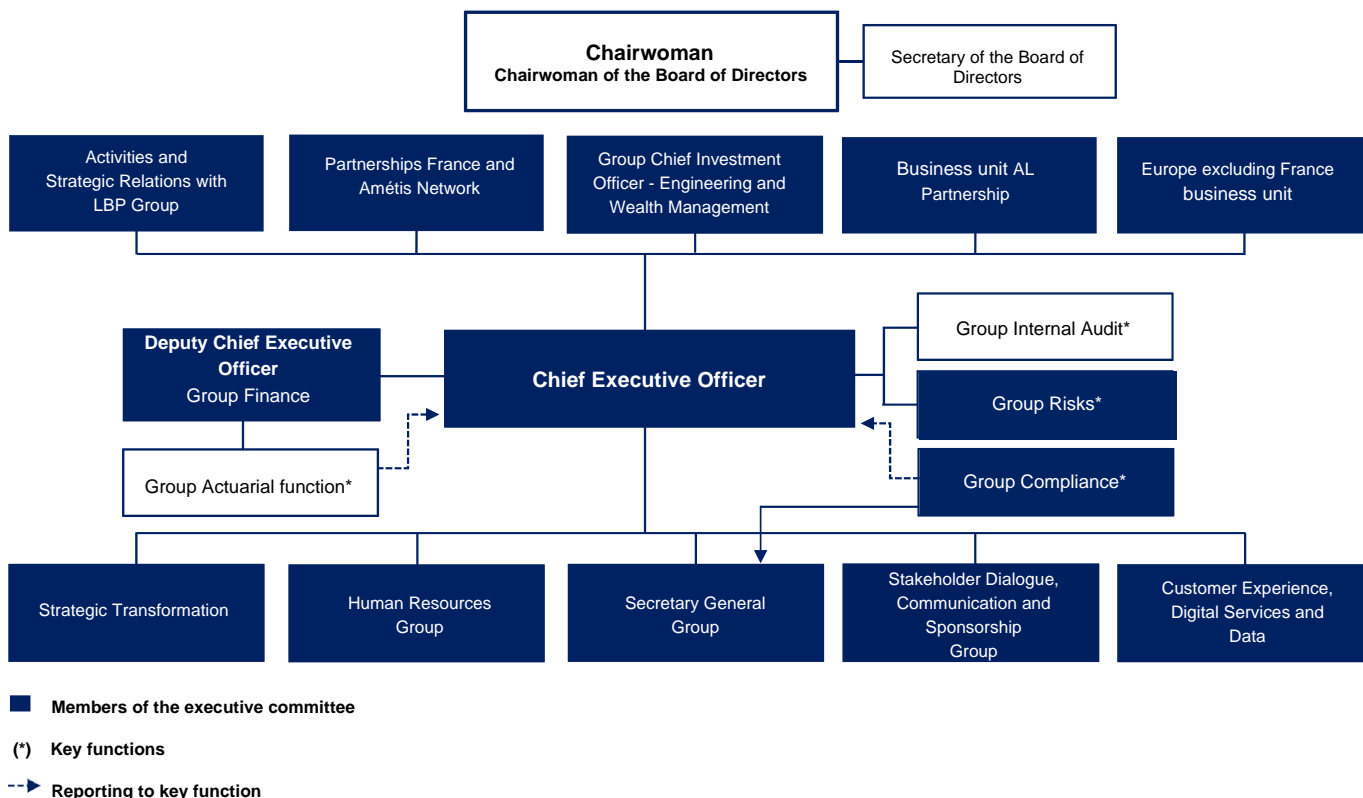 Chairwoman
Chairwoman of the Board of Directors
Secretary of the Board of
Directors
Activities and
Strategic Relations with
LBP Group
Partnerships France and
Amétis Network
Group Chief Investment
Officer - Engineering and
Wealth Management
Business unit AL
Partnership
Europe excluding France
business unit
Deputy Chief Executive
Officer
Group Finance
Chief Executive Officer
Group Internal Audit*
Group Risks*
Group Actuarial function*
Group Compliance*
Strategic Transformation
Human Resources
Group
Secretary General
Group
Stakeholder Dialogue,
Communication and
Sponsorship
Group
Customer Experience,
Digital Services and
Data
Members of the executive committee
(*) Key functions
Reporting to key function